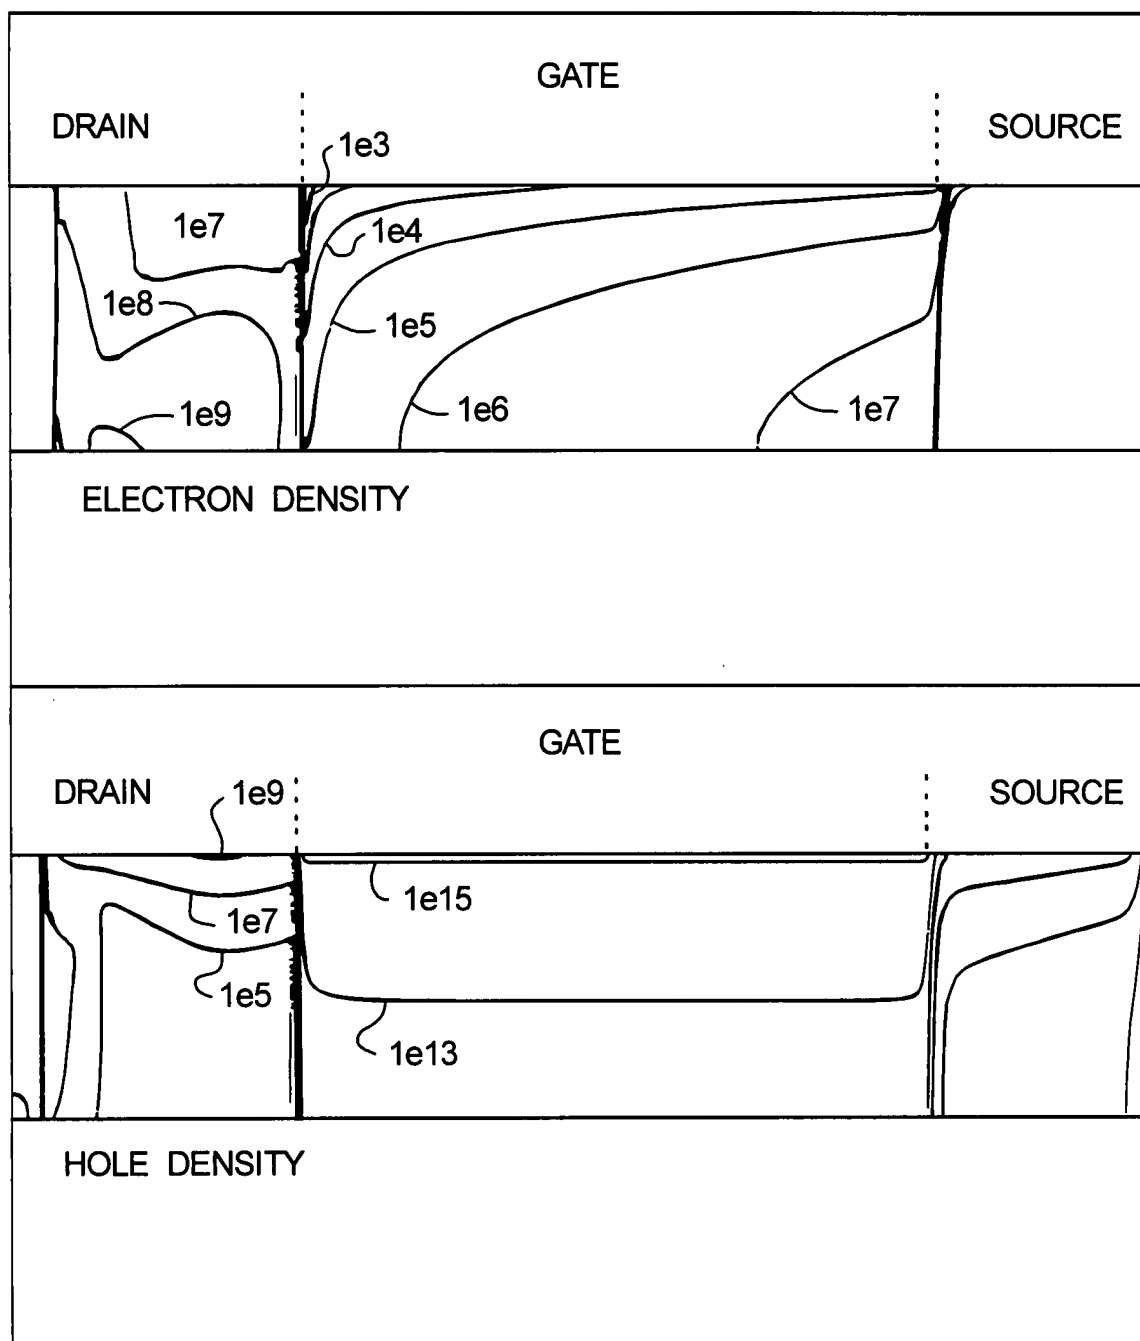 GATE
DRAIN
SOURCE
1e3
1e7
1e4
1e8
1e5
1e9
1e6
1e7
ELECTRON DENSITY
GATE
DRAIN
1e9
SOURCE
1e15
1e7
1e5
1e13
HOLE DENSITY